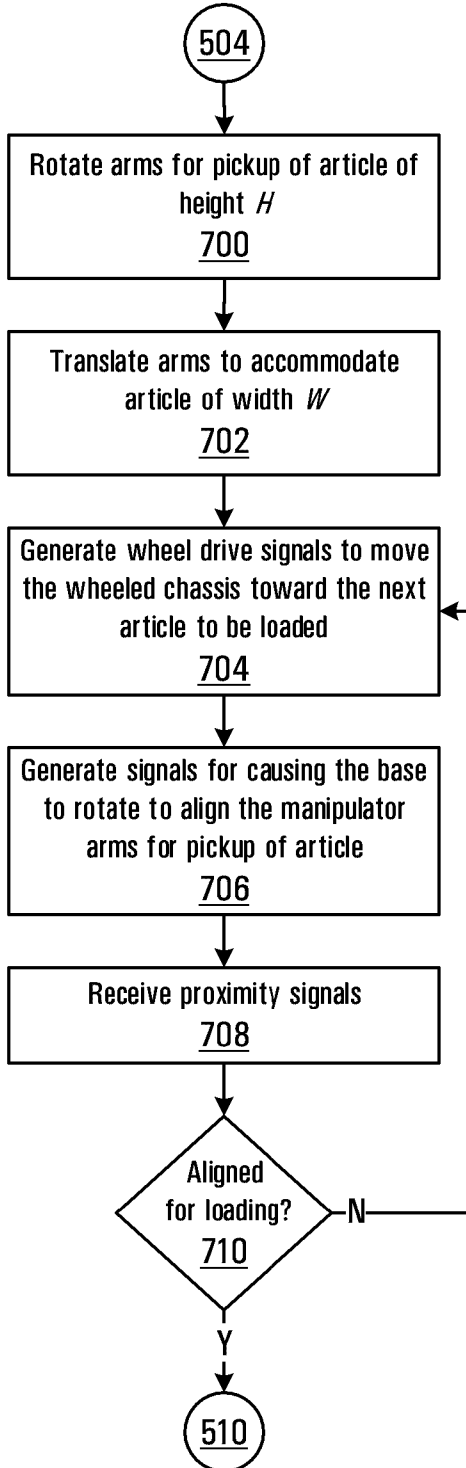 504
Rotate arms for pickup of article of
height H
700
Translate arms to accommodate
article of width W
702
Generate wheel drive signals to move
the wheeled chassis toward the next
article to be loaded
704
Generate signals for causing the base
to rotate to align the manipulator
arms for pickup of article
706
Receive proximity signals
708
Aligned
for loading?
710
N
Y
510